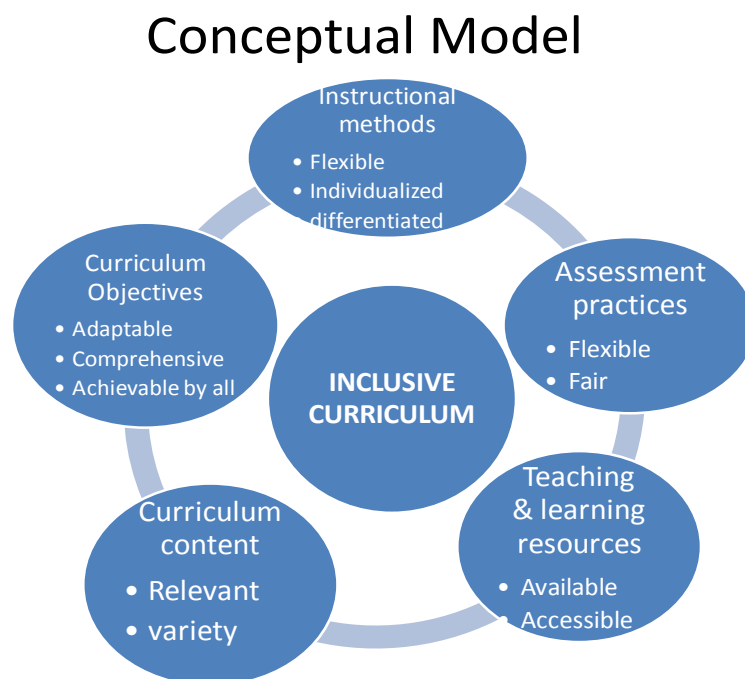 Conceptual Model
Instructional
methods
• Flexible
• Individualized
• differentiated
Assessment
practices
• Flexible
• Fair
Teaching
& learning
resources
• Available
• Accessible
Curriculum
content
• Relevant
• variety
Curriculum
Objectives
• Adaptable
• Comprehensive
• Achievable by all
INCLUSIVE
CURRICULUM